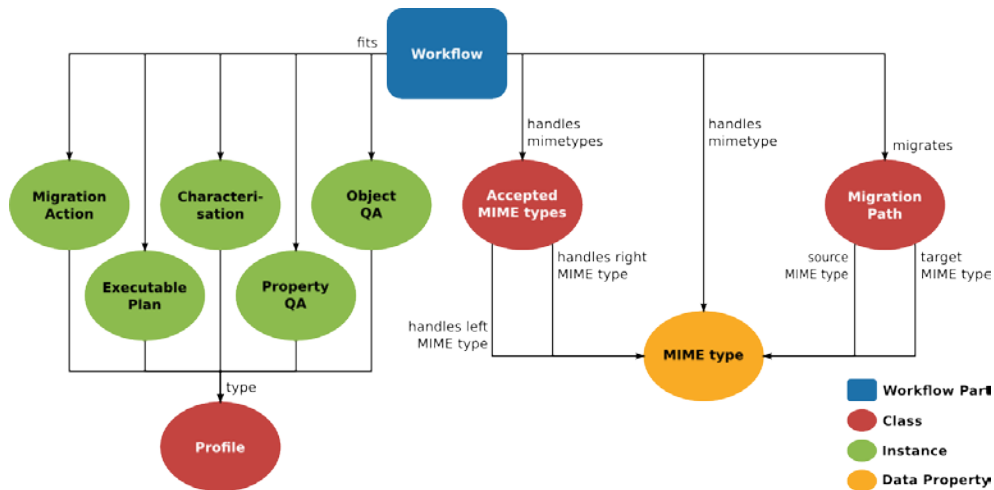 fits
Workflow
handles
mimetypes
handles
mimetype
migrates
Migration
Action
Characteri-
sation
Object
QA
Accepted
MIME types
Migration
Path
Executable
Plan
Property
QA
handles right
MIME type
source
MIME type
target
MIME type
handles left
MIME type
MIME type
type
Profile
Workflow Part
Class
Instance
Data Property